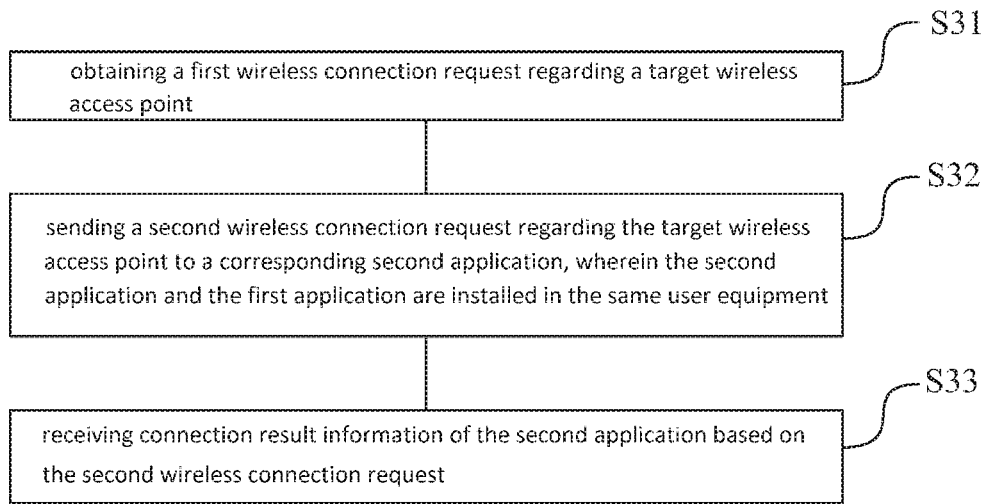 S31
obtaining a first wireless connection request regarding a target wireless
access point
S32
sending a second wireless connection request regarding the target wireless
access point to a corresponding second application, wherein the second
application and the first application are installed in the same user equipment
S33
receiving connection result information of the second application based on
the second wireless connection request